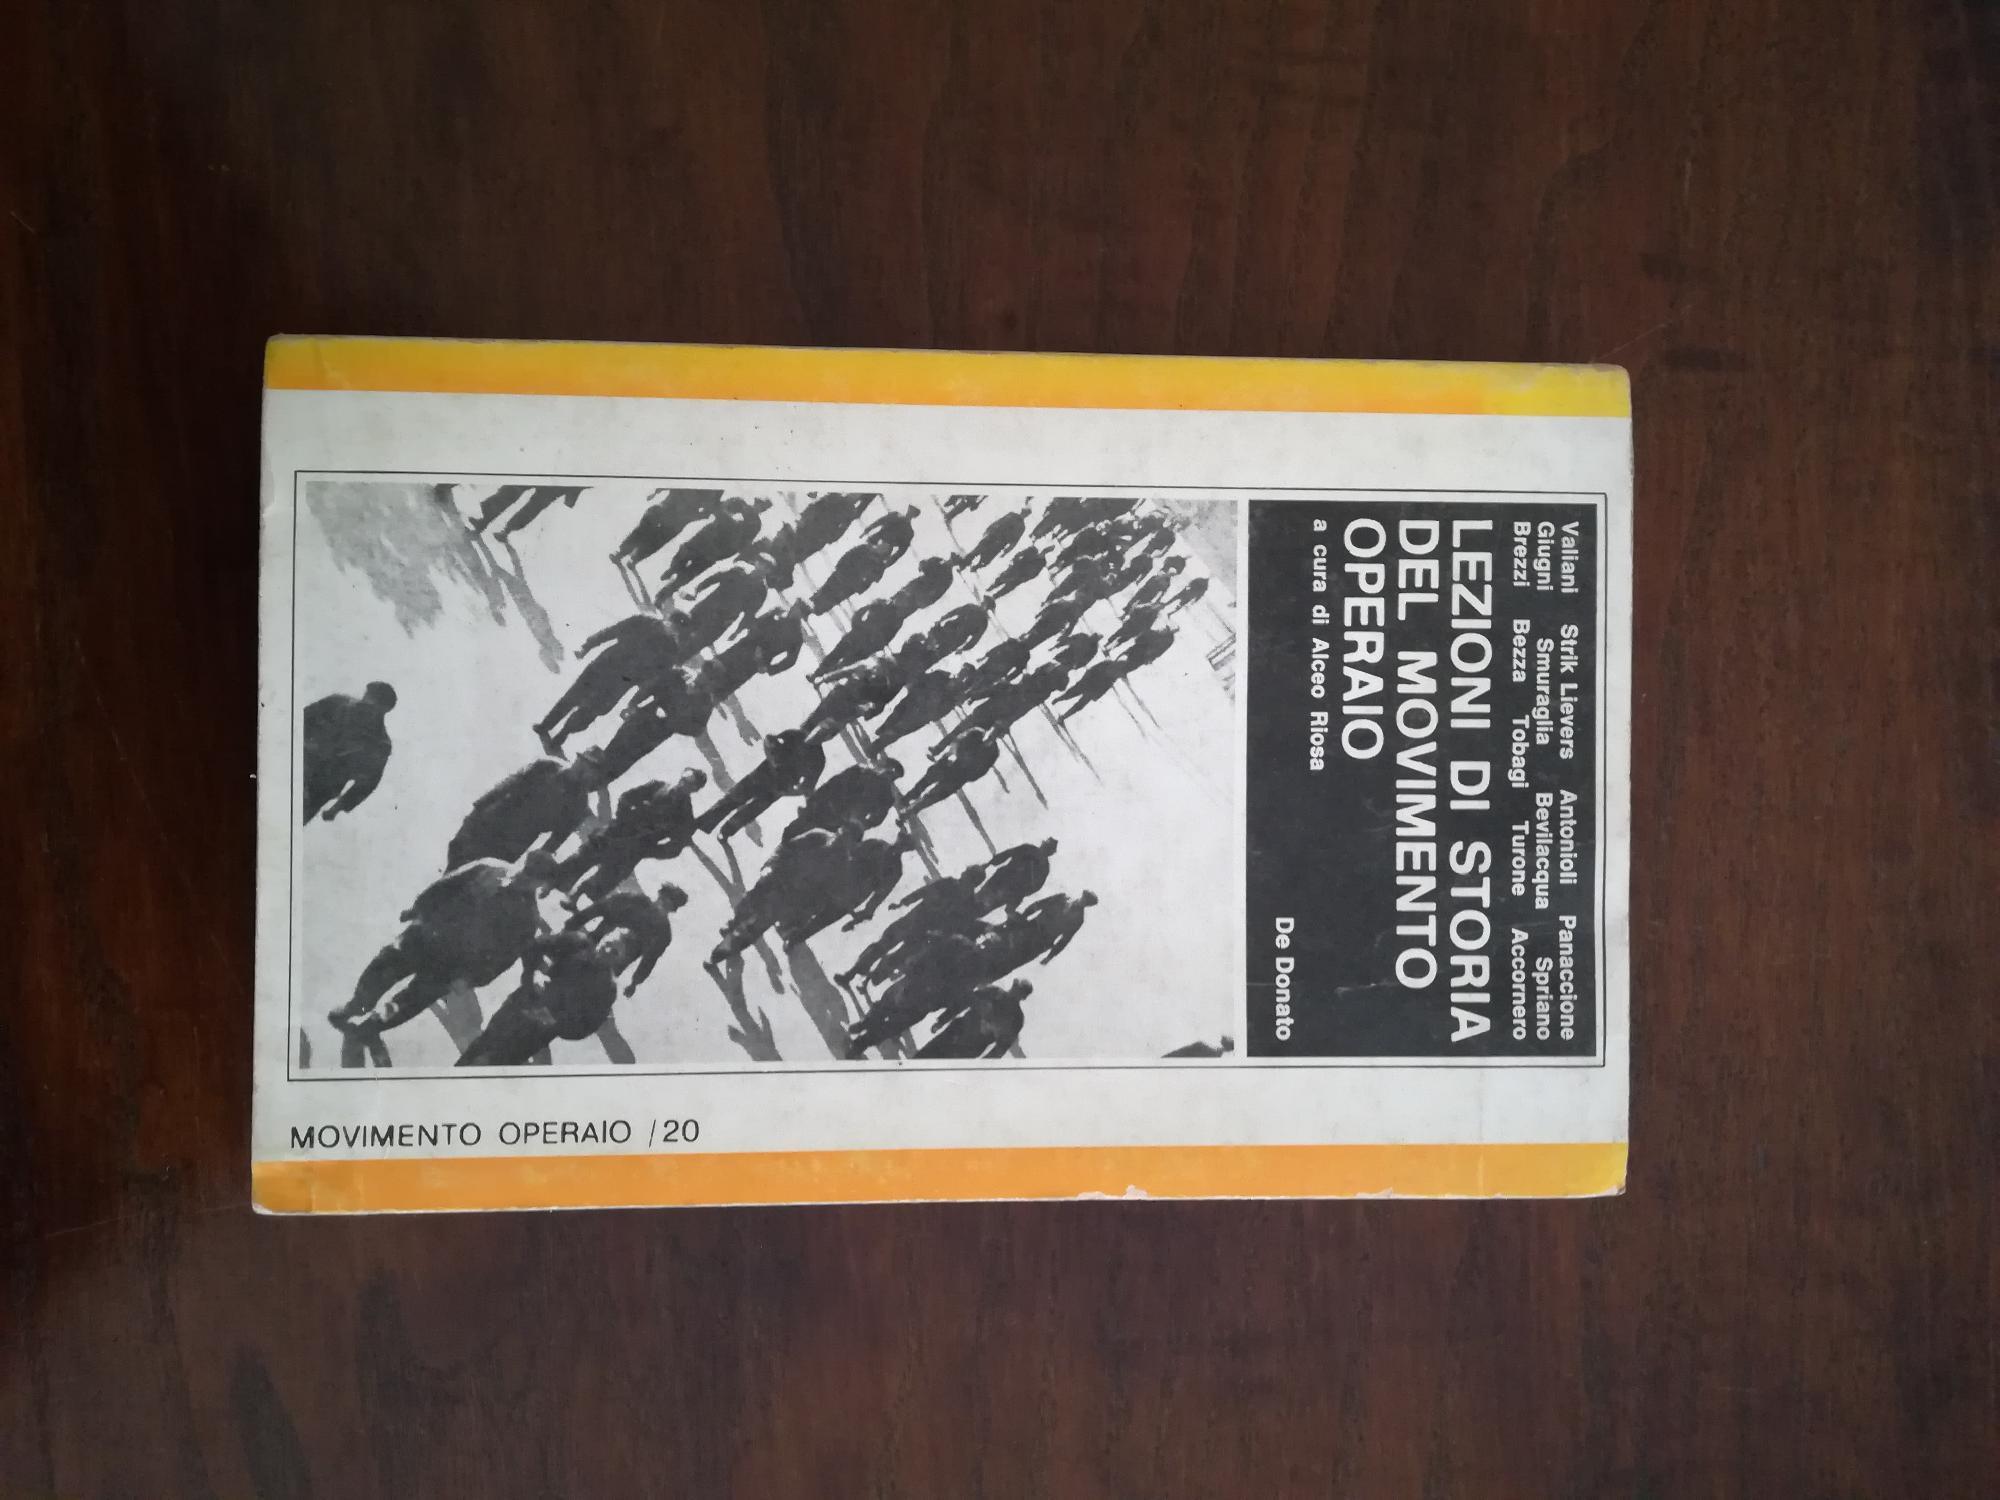 Valiani Strik Lievers Antonioli Panaccione
Giugni Smuraglia Bevilacqua Spriano
Brezzi Bezza Tobagi Turone Accornero
LEZIONI DI STORIA
DEL MOVIMENTO
OPERAIO
a cura di Alceo Riosa
De Donato
MOVIMENTO OPERAIO /20